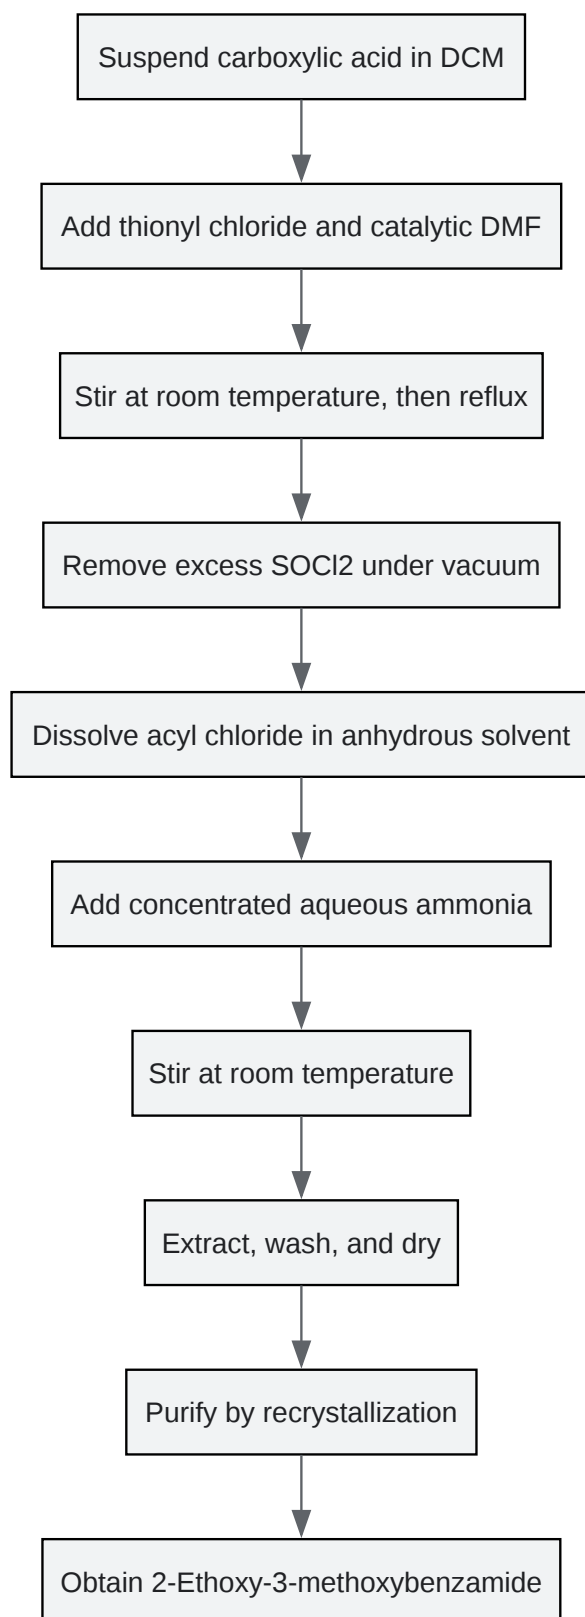 Suspend carboxylic acid in DCM
Add thionyl chloride and catalytic DMF
Stir at room temperature, then reflux
Remove excess SOCl2 under vacuum
Dissolve acyl chloride in anhydrous solvent
Add concentrated aqueous ammonia
Stir at room temperature
Extract, wash, and dry
Purify by recrystallization
Obtain 2-Ethoxy-3-methoxybenzamide